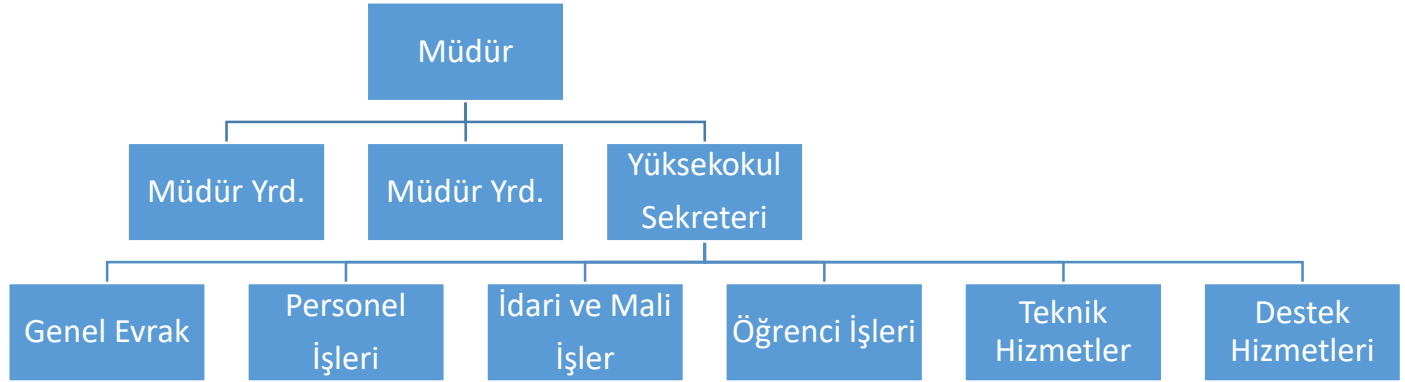 Müdür
Müdür Yrd.
Müdür Yrd.
Yüksekokul
Sekreteri
Genel Evrak
Personel
İşleri
İdari ve Mali
İşler
Öğrenci İşleri
Teknik
Hizmetler
Destek
Hizmetleri